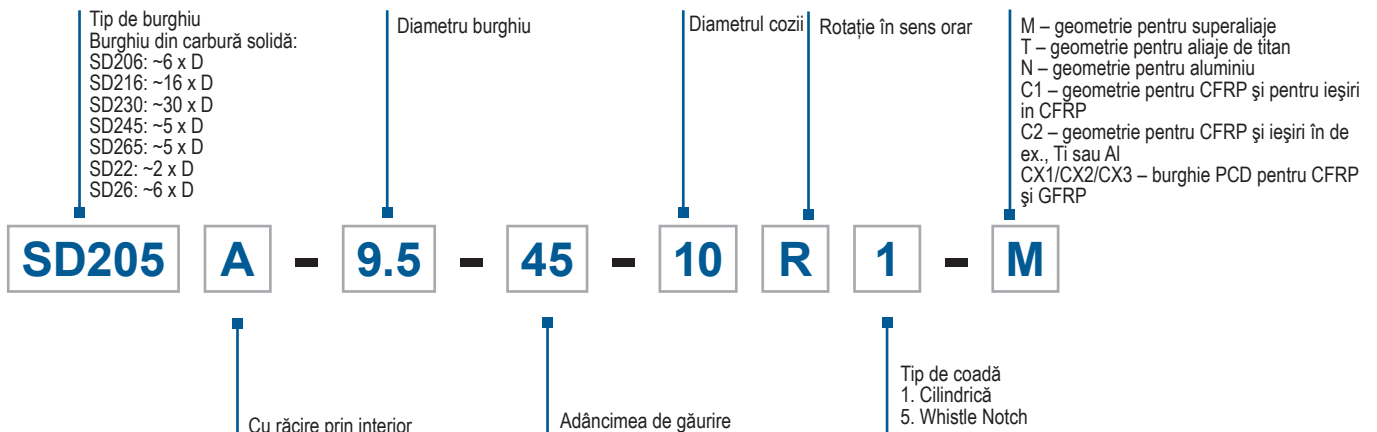 Tip de burghiu
Burghiu din carbură solidă:
SD206: ~6 x D
SD216: ~16 x D
SD230: ~30 x D
SD245: ~5 x D
SD265: ~5 x D
SD22: ~2 x D
SD26: ~6 x D
Diametru burghiu
Diametrul cozii
Rotație în sens orar
M – geometrie pentru superaliaje
T – geometrie pentru aliaje de titan
N – geometrie pentru aluminiu
C1 – geometrie pentru CFRP şi pentru ieşiri
in CFRP
C2 – geometrie pentru CFRP şi ieşiri în de
ex., Ti sau Al
CX1/CX2/CX3 – burghie PCD pentru CFRP
şi GFRP
SD205 A - 9.5 - 45 - 10 R 1 - M
Cu răcire prin interior
Adâncimea de găurire
Tip de coadă
1. Cilindrică
5. Whistle Notch